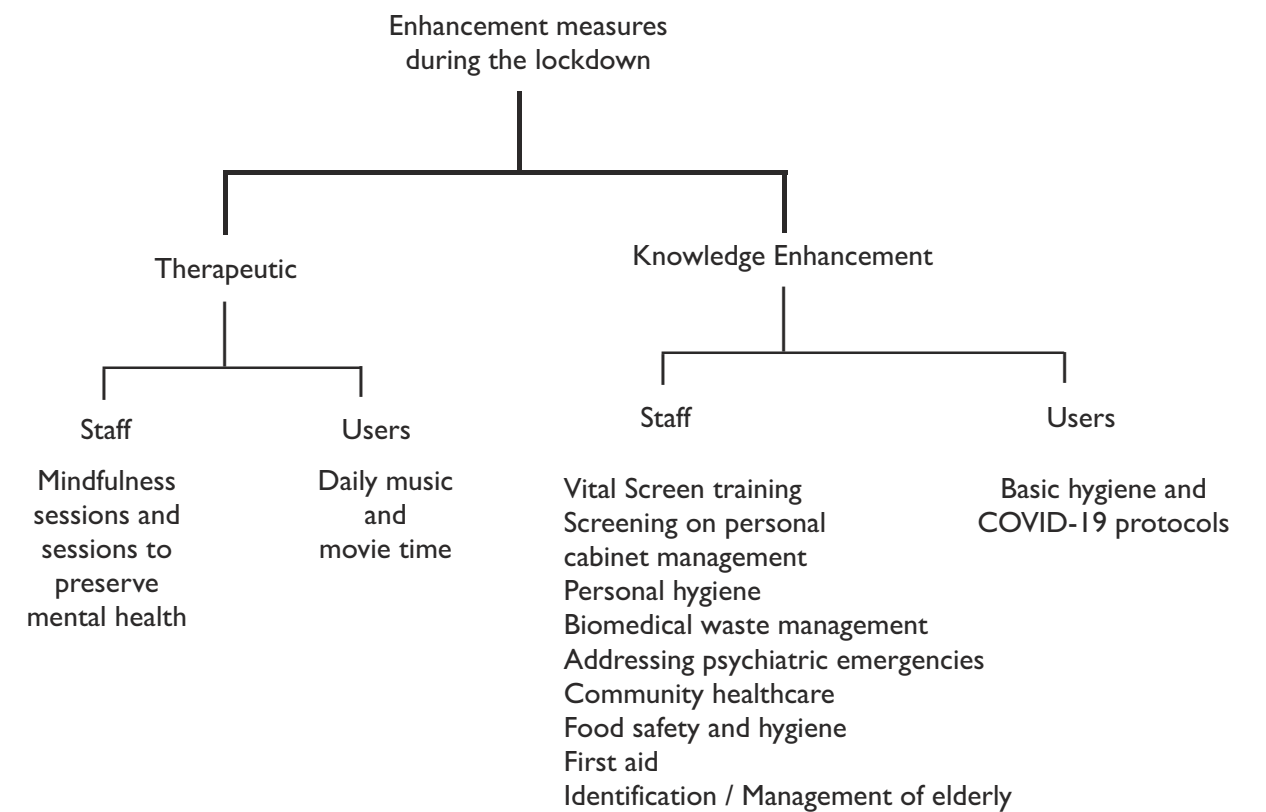 Enhancement measures
during the lockdown
Therapeutic
Knowledge Enhancement
Staff
Mindfulness
sessions and
sessions to
preserve
mental health
Users
Daily music
and
movie time
Staff
Vital Screen training
Screening on personal
cabinet management
Personal hygiene
Biomedical waste management
Addressing psychiatric emergencies
Community healthcare
Food safety and hygiene
First aid
Identification / Management of elderly
Users
Basic hygiene and
COVID-19 protocols